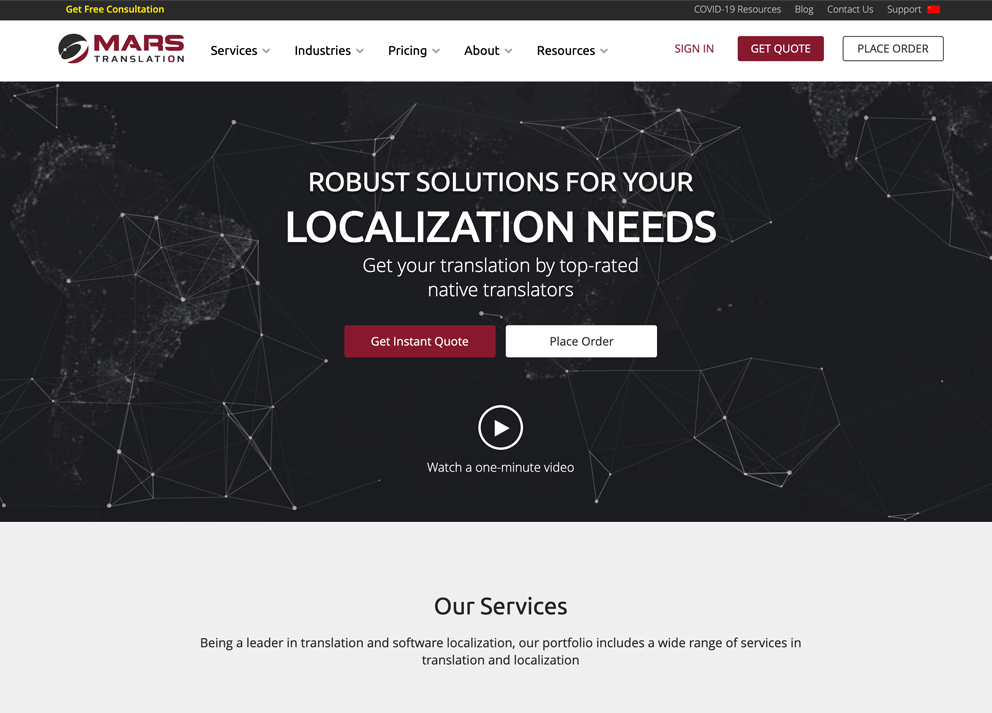 Get Free Consultation
COVID-19 Resources Blog Contact Us Support
MARS
TRANSLATION
Services Industries Pricing About Resources
SIGN IN GET QUOTE PLACE ORDER
ROBUST SOLUTIONS FOR YOUR
LOCALIZATION NEEDS
Get your translation by top-rated
native translators
Get Instant Quote Place Order
Watch a one-minute video
Our Services
Being a leader in translation and software localization, our portfolio includes a wide range of services in
translation and localization